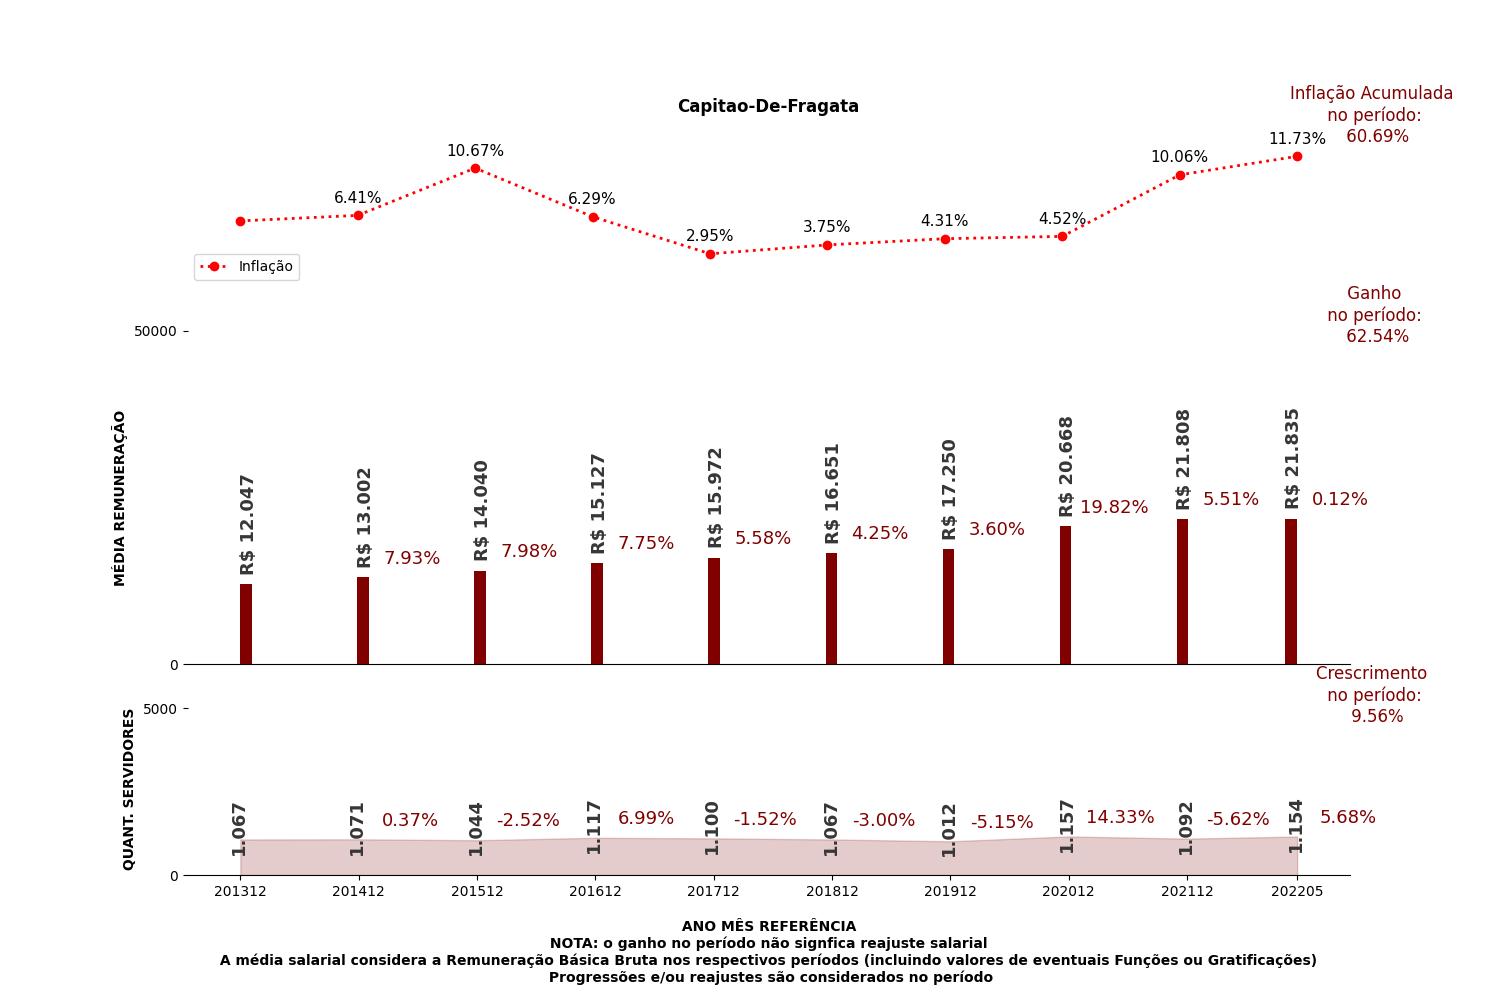 Capitao-De-Fragata
Inflação Acumulada
no período:
60.69%
6.41%
10.67%
6.29%
2.95%
3.75%
4.31%
4.52%
10.06%
11.73%
Inflação
Ganho
no período:
62.54%
MÉDIA REMUNERAÇÃO
50000
0
R$ 12.047
R$ 13.002
R$ 14.040
R$ 15.127
R$ 15.972
R$ 16.651
R$ 17.250
R$ 20.668
R$ 21.808
R$ 21.835
7.93%
7.98%
7.75%
5.58%
4.25%
3.60%
19.82%
5.51%
0.12%
Crescrimento
no período:
9.56%
QUANT. SERVIDORES
5000
0
1.067
1.071
1.044
1.117
1.100
1.067
1.012
1.157
1.092
1.154
0.37%
-2.52%
6.99%
-1.52%
-3.00%
-5.15%
14.33%
-5.62%
5.68%
201312
201412
201512
201612
201712
201812
201912
202012
202112
202205
ANO MÊS REFERÊNCIA
NOTA: o ganho no período não signfica reajuste salarial
A média salarial considera a Remuneração Básica Bruta nos respectivos períodos (incluindo valores de eventuais Funções ou Gratificações)
Progressões e/ou reajustes são considerados no período